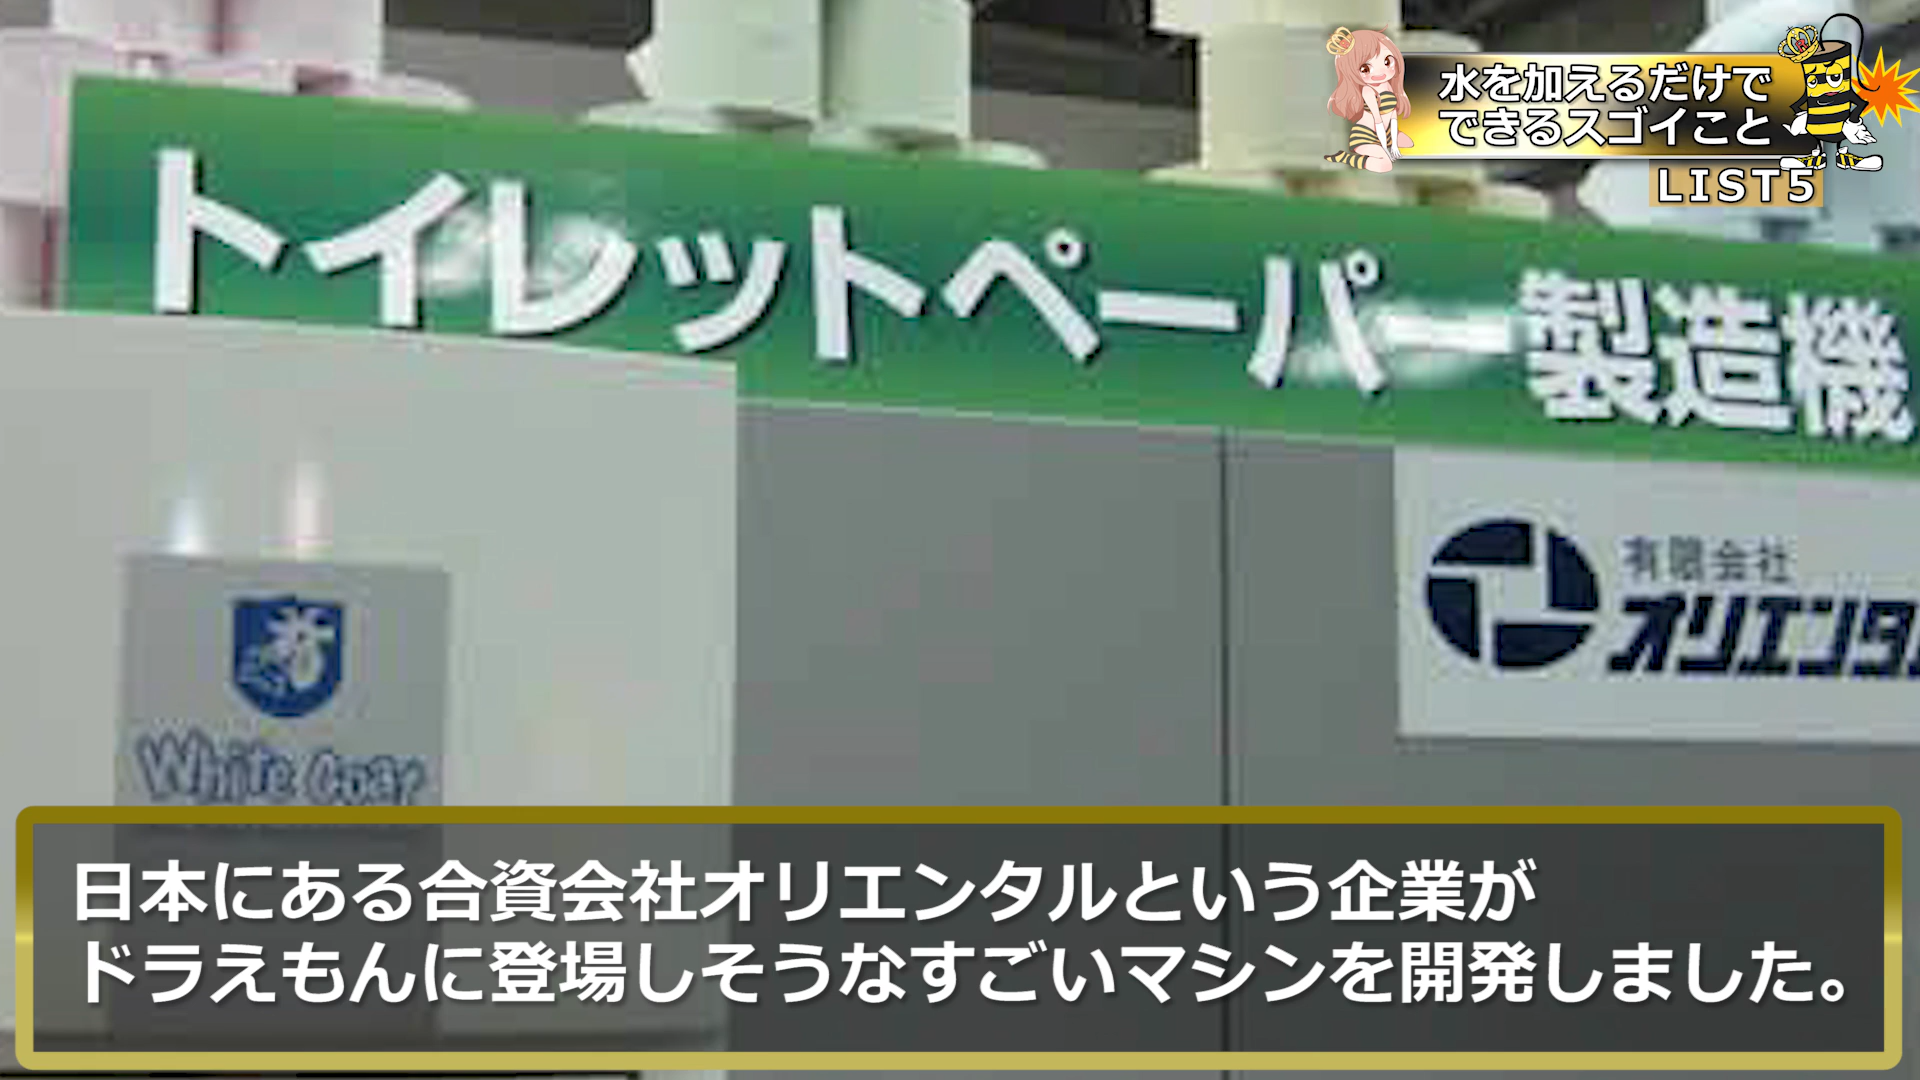 水を加えるだけで
できるスゴイこと
LIST5
トイレットペーパー製造機
有限会社
オリエンタ
White Goat
日本にある合資会社オリエンタルという企業が
ドラえもんに登場しそうなすごいマシンを開発しました。